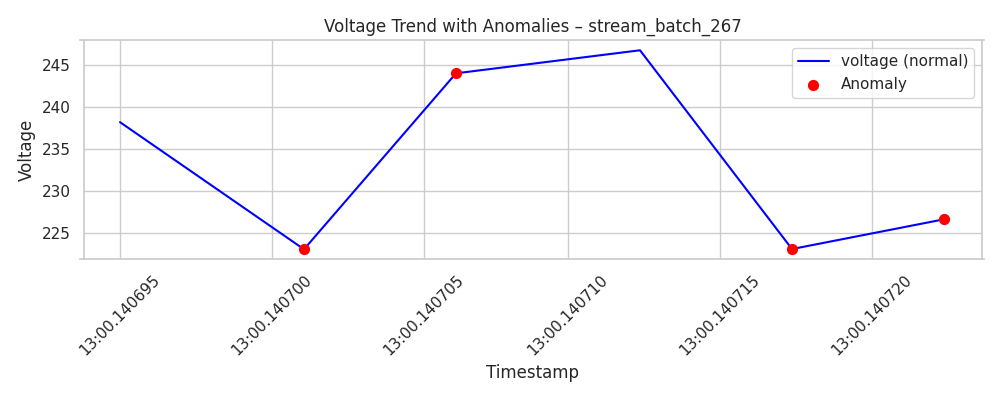 Voltage Trend with Anomalies – stream_batch_267
voltage (normal)
Anomaly
Voltage
245
240
235
230
225
13:00.140695
13:00.140700
13:00.140705
13:00.140710
13:00.140715
13:00.140720
Timestamp